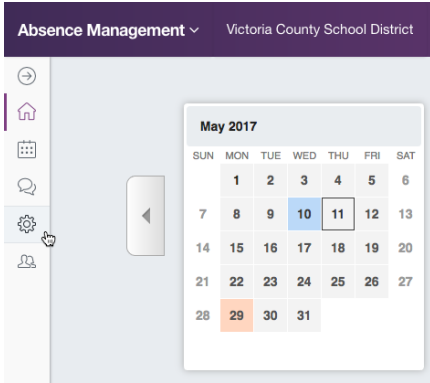 Absence Management Victoria County School District
May 2017
SUN MON TUE WED THU FRI SAT
1 2 3 4 5 6
7 8 9 10 11 12 13
14 15 16 17 18 19 20
21 22 23 24 25 26 27
28 29 30 31